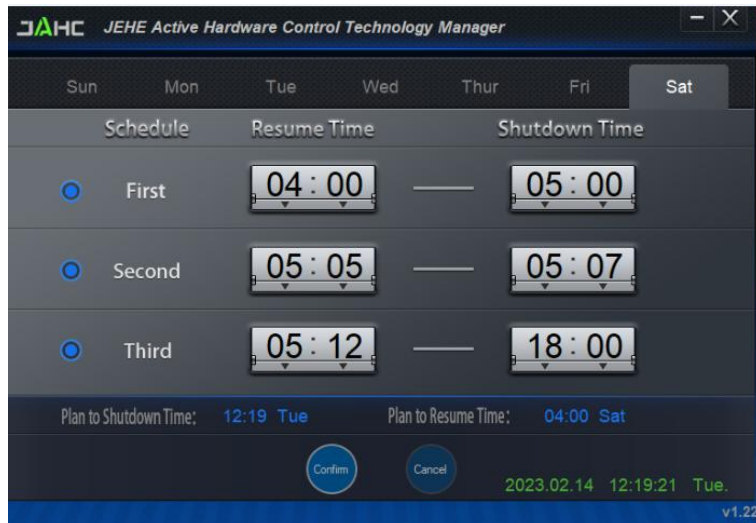 JAHC JEHE Active Hardware Control Technology Manager
Sun Mon Tue Wed Thur Fri Sat
Schedule Resume Time Shutdown Time
First 04:00 05:00
Second 05:05 05:07
Third 05:12 18:00
Plan to Shutdown Time: 12:19 Tue Plan to Resume Time: 04:00 Sat
Confirm Cancel
2023.02.14 12:19:21 Tue.
v1.22